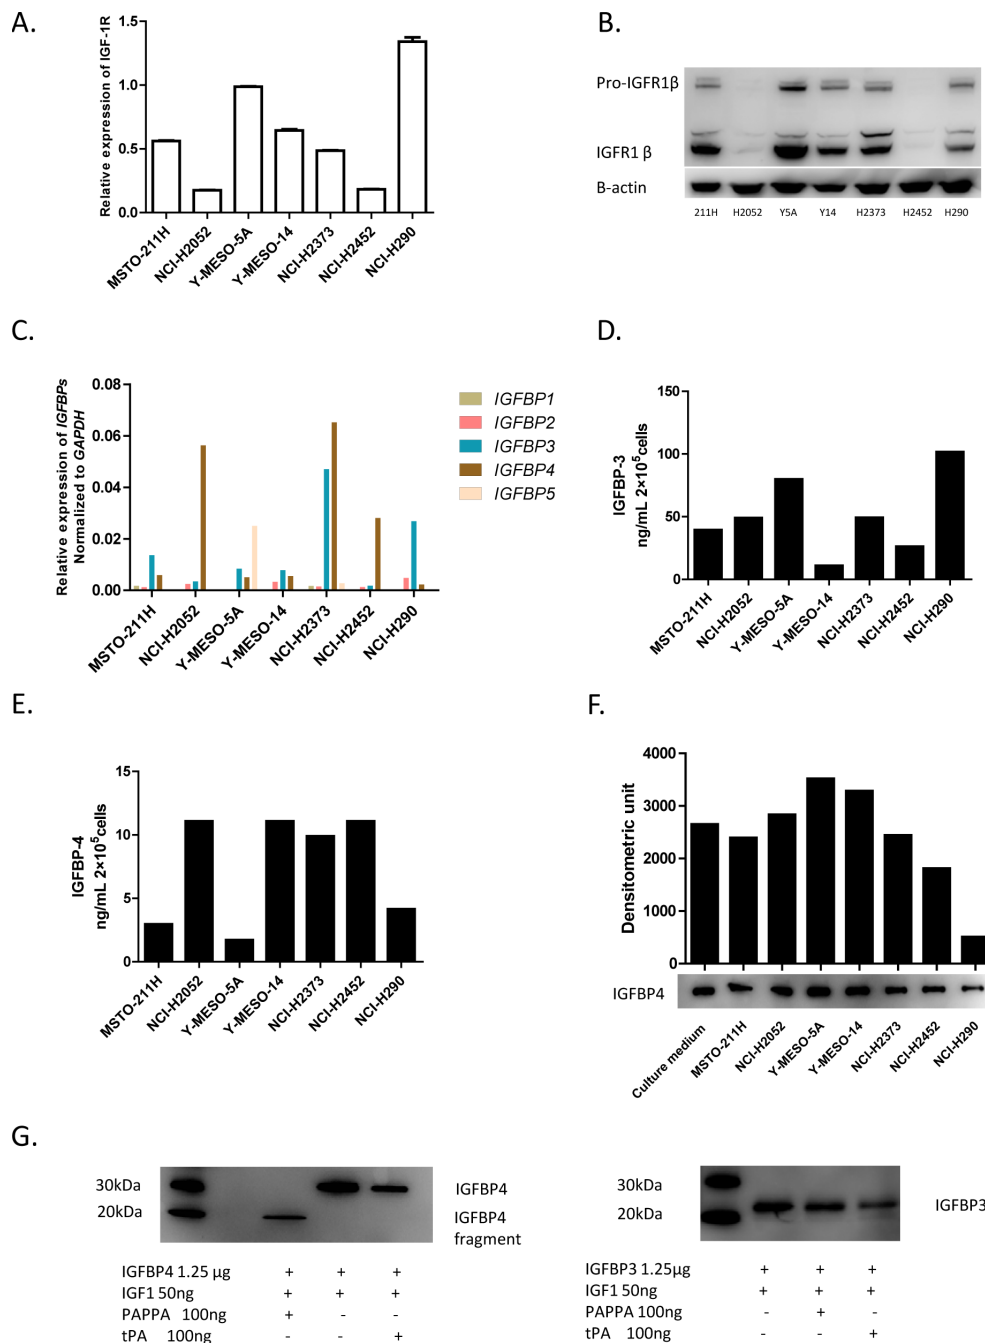 A.
Relative expression of IGF-1R
1.5
1.0
0.5
0.0
MSTO-211H
NCI-H2052
Y-MESO-5A
Y-MESO-14
NCI-H2373
NCI-H2452
NCI-H290
B.
Pro-IGFR1β
IGFR1 β
B-actin
211H H2052 Y5A Y14 H2373 H2452 H290
C.
Relative expression of IGFBPs
Normalized to GAPDH
0.08
0.06
0.04
0.02
0.00
MSTO-211H
NCI-H2052
Y-MESO-5A
Y-MESO-14
NCI-H2373
NCI-H2452
NCI-H290
IGFBP1
IGFBP2
IGFBP3
IGFBP4
IGFBP5
D.
IGFBP-3
ng/mL 2×10⁵cells
150
100
50
0
MSTO-211H
NCI-H2052
Y-MESO-5A
Y-MESO-14
NCI-H2373
NCI-H2452
NCI-H290
E.
IGFBP-4
ng/mL 2×10⁵cells
15
10
5
0
MSTO-211H
NCI-H2052
Y-MESO-5A
Y-MESO-14
NCI-H2373
NCI-H2452
NCI-H290
F.
Densitometric unit
4000
3000
2000
1000
0
IGFBP4
Culture medium
MSTO-211H
NCI-H2052
Y-MESO-5A
Y-MESO-14
NCI-H2373
NCI-H2452
NCI-H290
G.
30kDa
20kDa
IGFBP4
IGFBP4
fragment
IGFBP4 1.25 µg + + +
IGF1 50ng + + +
PAPPA 100ng + - -
tPA 100ng - - +
30kDa
20kDa
IGFBP3
IGFBP3 1.25µg + + +
IGF1 50ng + + +
PAPPA 100ng - + -
tPA 100ng - - +